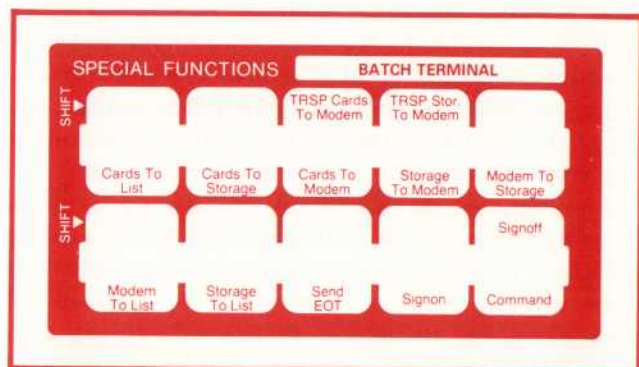 SPECIAL FUNCTIONS
BATCH TERMINAL
SHIFT
TRSP Cards
To Modem
TRSP Stor.
To Modem
Cards To
List
Cards To
Storage
Cards To
Modem
Storage
To Modem
Modem To
Storage
SHIFT
Signoff
Modem
To List
Storage
To List
Send
EOT
Signon
Command